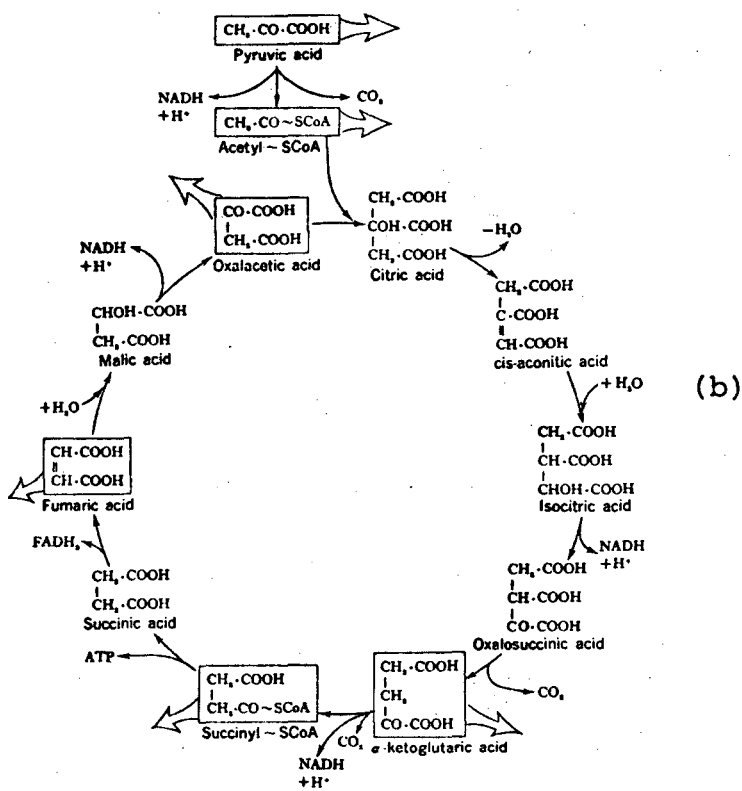 CH₂·CO·COOH
Pyruvic acid
NADH
+H⁺
CO₂
CH₃·CO~SCoA
Acetyl~SCoA
CO·COOH
CH₂·COOH
Oxalacetic acid
CH₂·COOH
COH·COOH
CH₂·COOH
Citric acid
−H₂O
CH₂·COOH
C·COOH
CH·COOH
cis-aconitic acid
+H₂O
(b)
CH₂·COOH
CH·COOH
CHOH·COOH
Isocitric acid
NADH
+H⁺
CH₂·COOH
CH·COOH
CO·COOH
Oxalosuccinic acid
CO₂
CH₂·COOH
CH₂
CO·COOH
α-ketoglutaric acid
CO₂
NADH
+H⁺
CH₂·COOH
CH₂·CO~SCoA
Succinyl~SCoA
ATP
CH₂·COOH
CH₂·COOH
Succinic acid
FADH₂
CH·COOH
CH·COOH
Fumaric acid
+H₂O
CHOH·COOH
CH₂·COOH
Malic acid
NADH
+H⁺